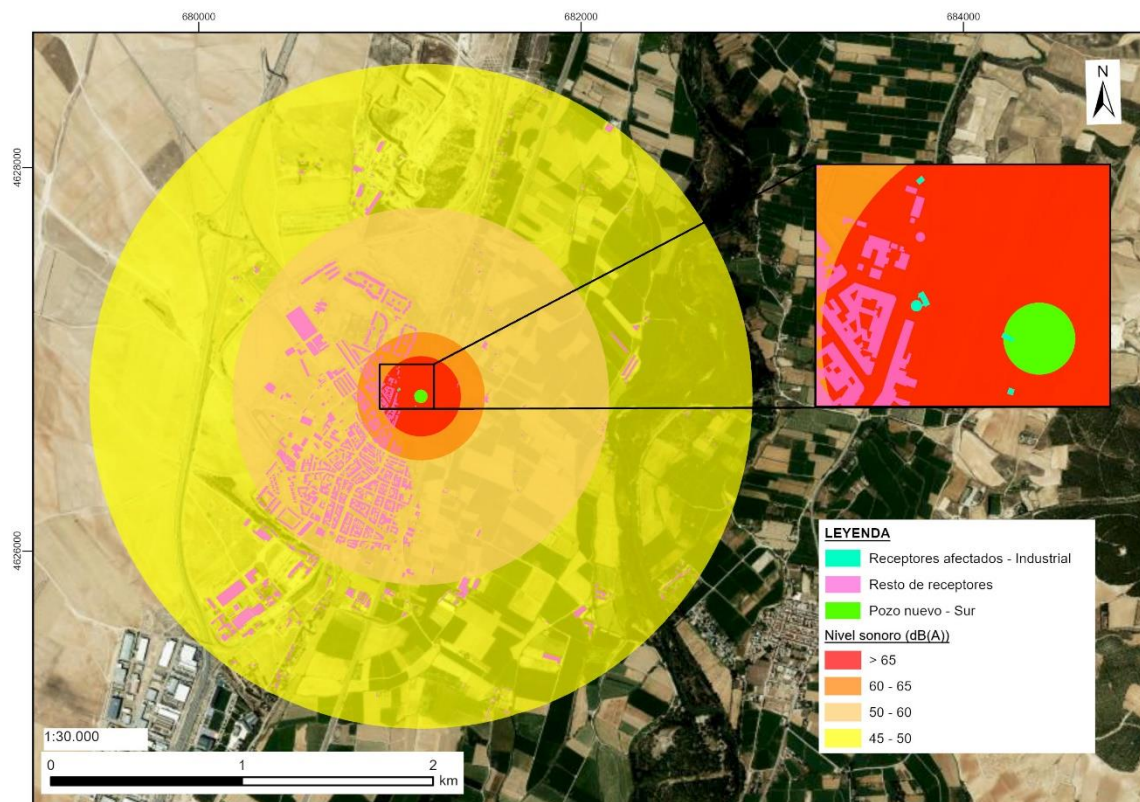 680000
682000
684000
4628000
4626000
N
LEYENDA
Receptores afectados - Industrial
Resto de receptores
Pozo nuevo - Sur
Nivel sonoro (dB(A))
> 65
60 - 65
50 - 60
45 - 50
1:30.000
0 1 2
km